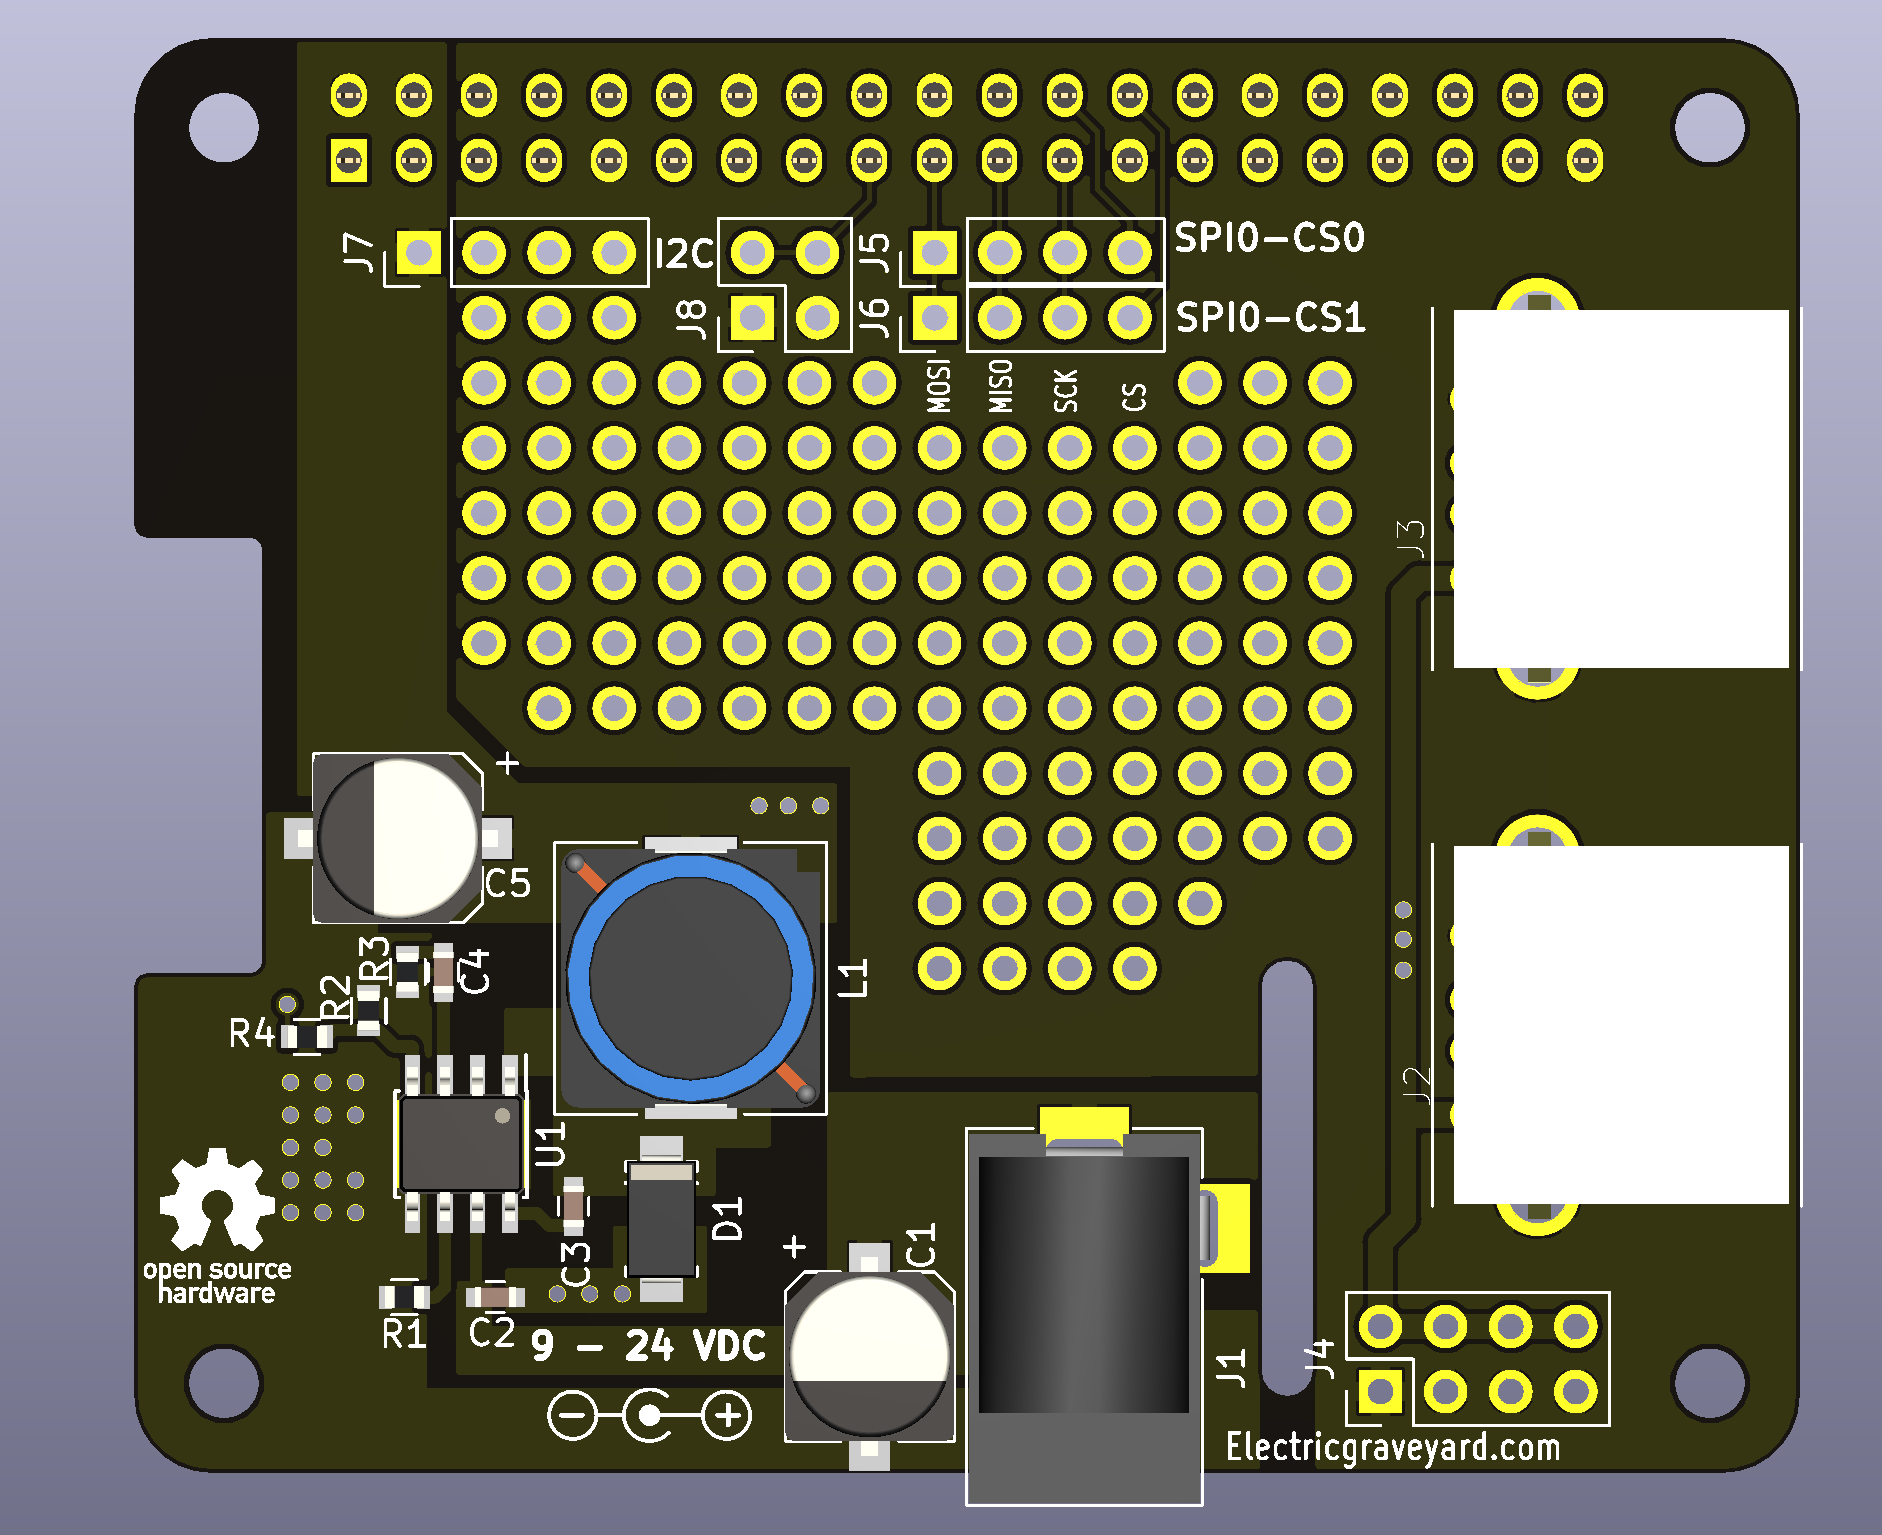 J7
I2C
J5
SPI0-CS0
J8
J6
SPI0-CS1
MOSI
MISO
SCK
CS
J3
+
C5
R3
C4
L1
R2
R4
J2
U1
D1
C3
+
C1
open source
hardware
R1
C2
9 - 24 VDC
J1
J4
- +
Electricgraveyard.com